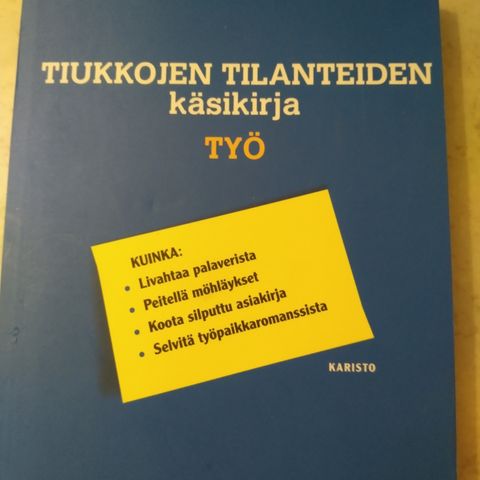 TIUKKOJEN TILANTEIDEN
käsikirja
TYÖ
KUINKA:
• Livahtaa palaverista
• Peitellä möhläykset
• Koota silputtu asiakirja
• Selvitä työpaikkaromanssista
KARISTO